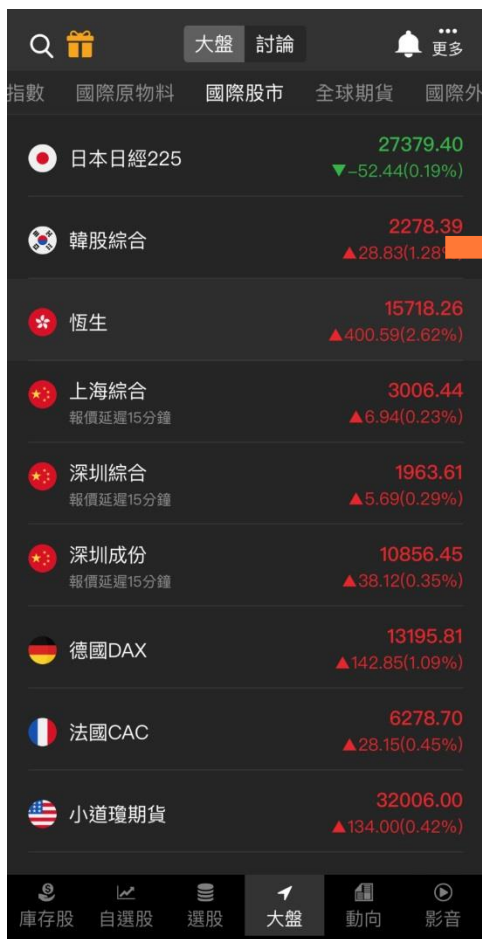 大盤 討論
更多
指數 國際原物料 國際股市 全球期貨 國際外
日本日經225
27379.40
▼-52.44(0.19%)
韓股綜合
2278.39
▲28.83(1.28
恆生
15718.26
▲400.59(2.62%)
上海綜合
報價延遲15分鐘
3006.44
▲6.94(0.23%)
深圳綜合
報價延遲15分鐘
1963.61
▲5.69(0.29%)
深圳成份
報價延遲15分鐘
10856.45
▲38.12(0.35%)
德國DAX
13195.81
▲142.85(1.09%)
法國CAC
6278.70
▲28.15(0.45%)
小道瓊期貨
32006.00
▲134.00(0.42%)
庫存股 自選股 選股 大盤 動向 影音